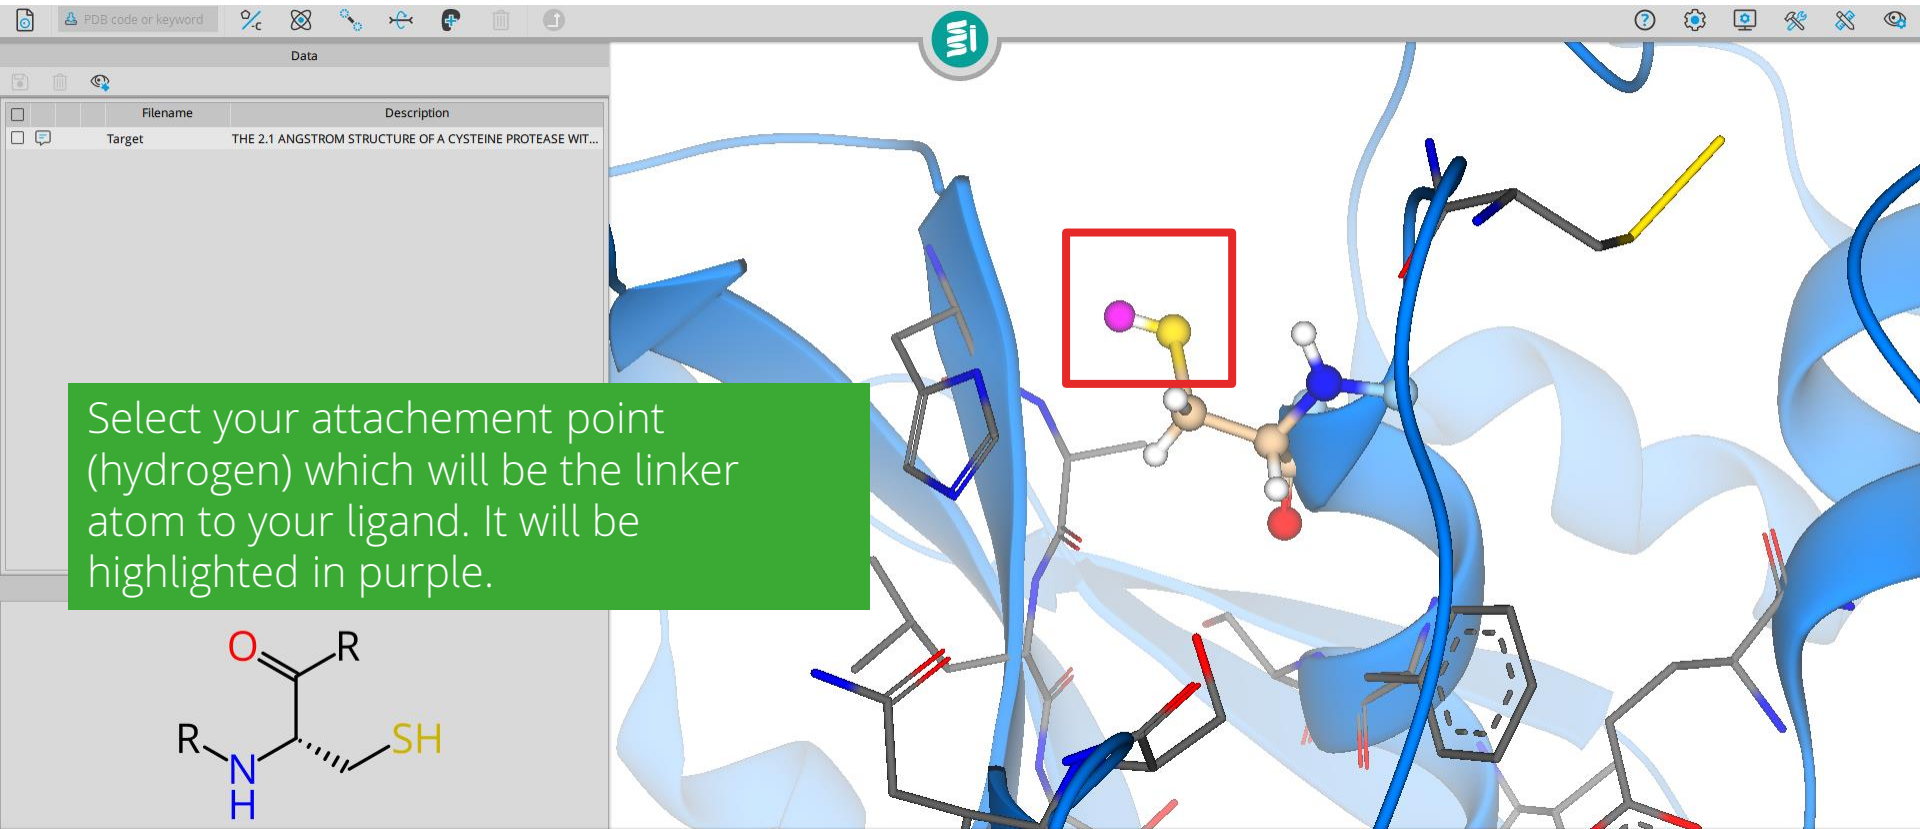 PDB code or keyword
Data
Filename Description
Target THE 2.1 ANGSTROM STRUCTURE OF A CYSTEINE PROTEASE WIT...
Select your attachement point
(hydrogen) which will be the linker
atom to your ligand. It will be
highlighted in purple.
O R
R SH
N
H